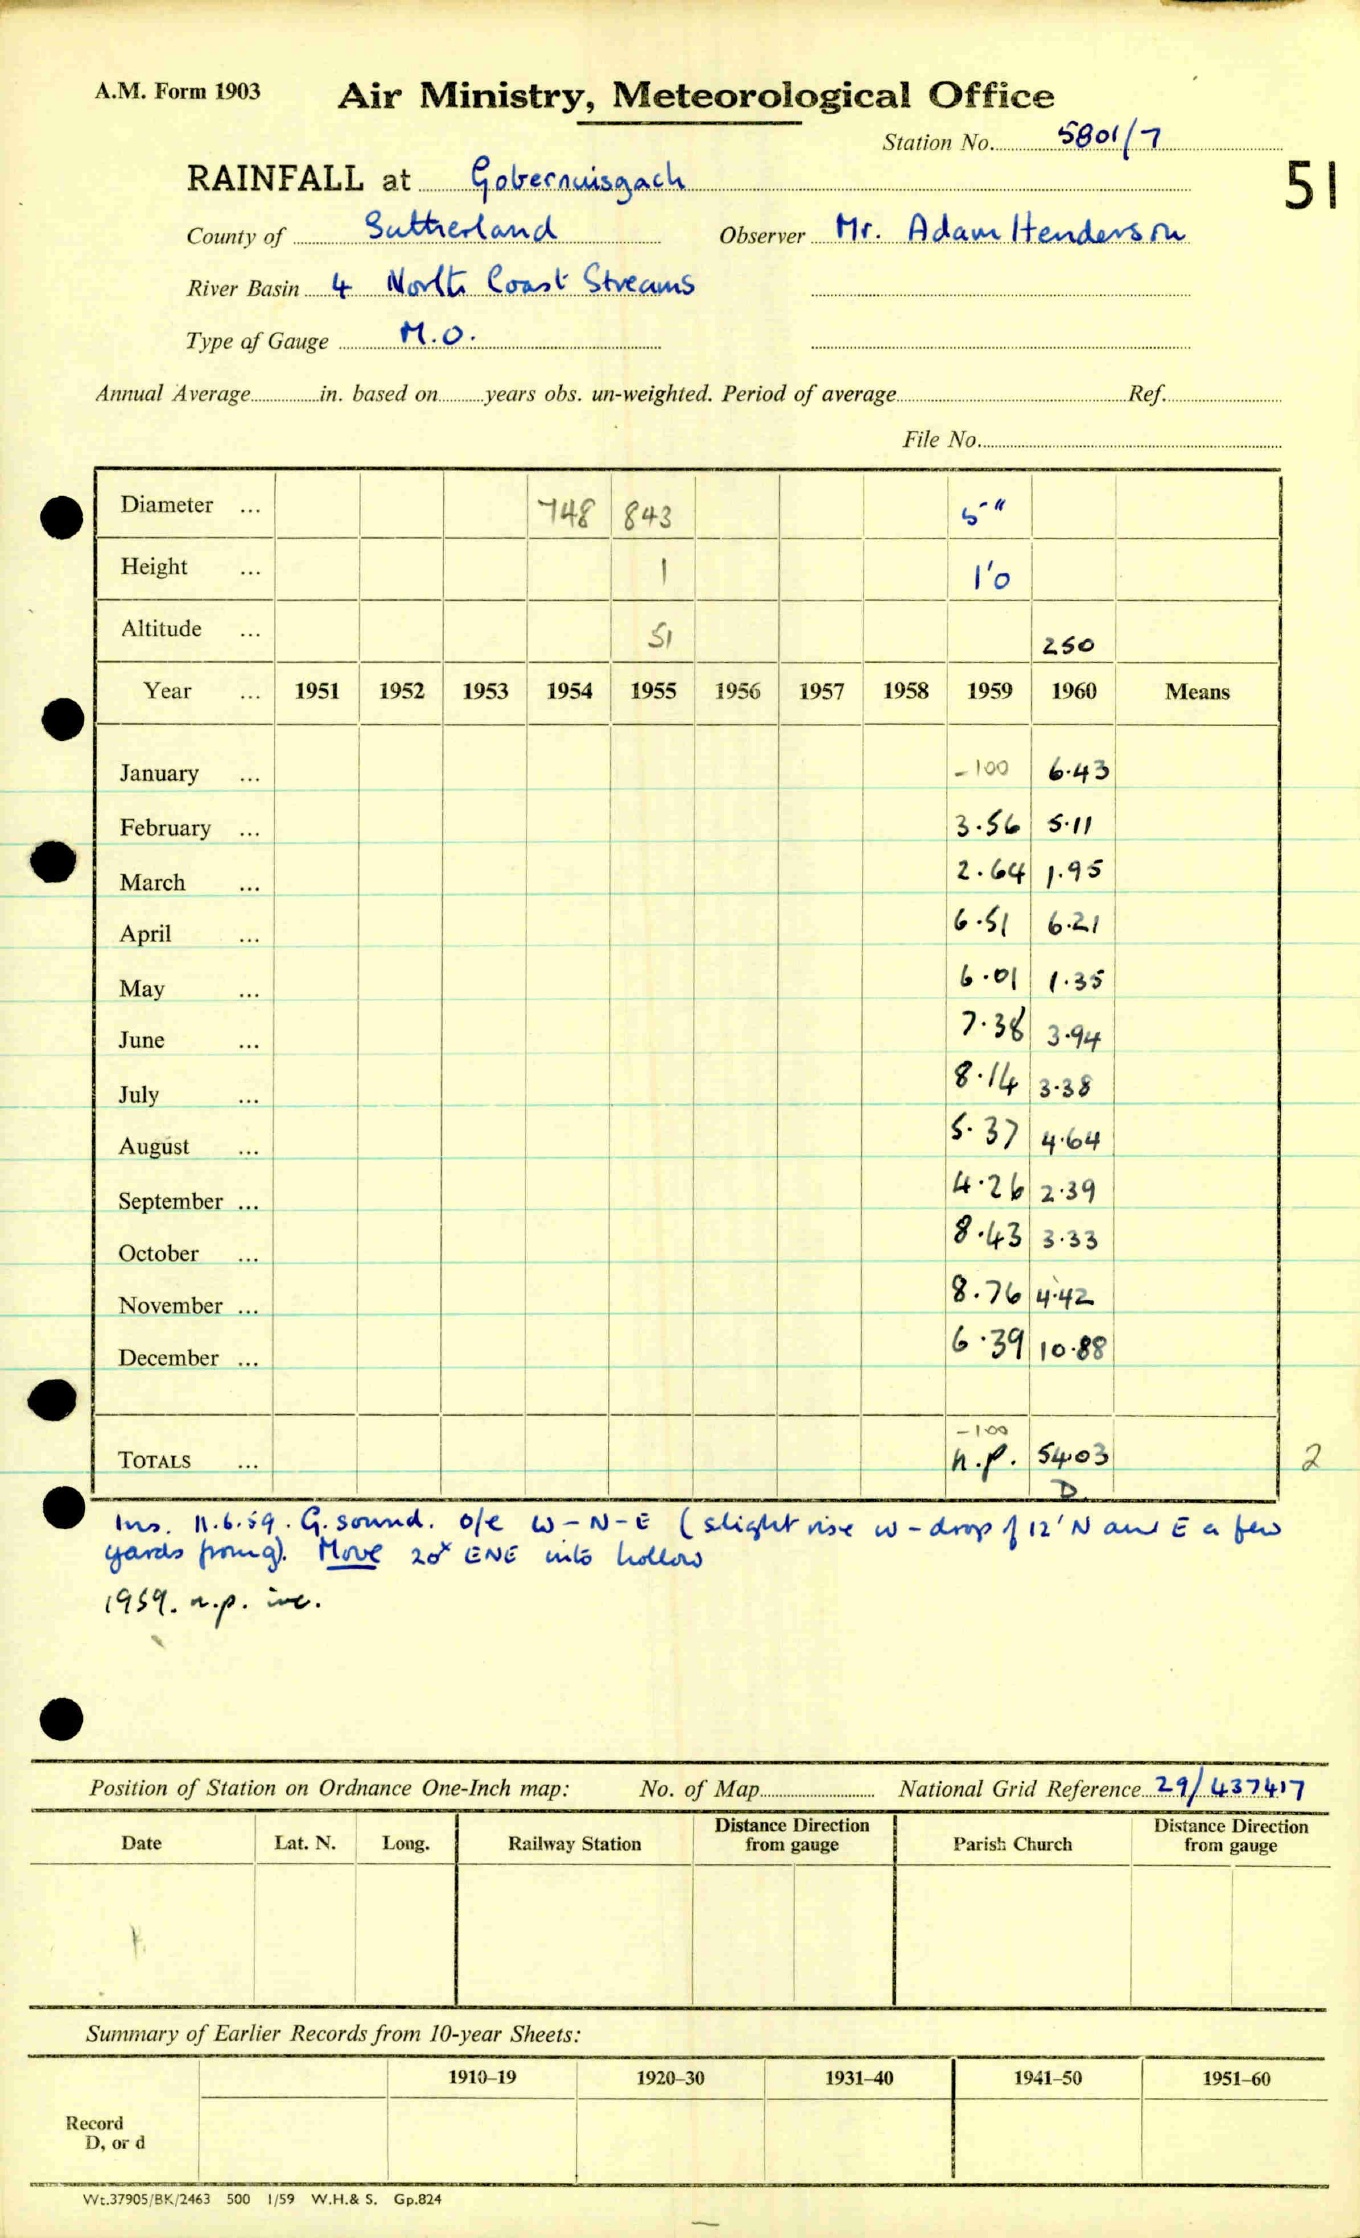 A.M. Form 1903 Air Ministry, Meteorological Office
Station No. 5801/7
RAINFALL at Gobernuisgach 51
County of Sutherland Observer Mr. Adam Henderson
River Basin 4 North Coast Streams
Type of Gauge M.O.
Annual Average in. based on years obs. un-weighted. Period of average Ref.
File No.
Diameter ... 748 843 5"
Height ... 1 1'0
Altitude ... 51 250
Year ... 1951 1952 1953 1954 1955 1956 1957 1958 1959 1960 Means
January ... -100 6.43
February ... 3.56 5.11
March ... 2.64 1.95
April ... 6.51 6.21
May ... 6.01 1.35
June ... 7.38 3.94
July ... 8.14 3.38
August ... 5.37 4.64
September ... 4.26 2.39
October ... 8.43 3.33
November ... 8.76 4.42
December ... 6.39 10.88
-100
TOTALS ... n.p. 54.03 2
D
Ins. 11.6.59. G. sound. o/e W-N-E (slight rise W - drop of 12' N and E a few
yards from g). Move 20x ENE into hollow
1959. n.p. inc.
Position of Station on Ordnance One-Inch map: No. of Map National Grid Reference 29/437417
Date Lat. N. Long. Railway Station Distance Direction from gauge Parish Church Distance Direction from gauge
Summary of Earlier Records from 10-year Sheets:
1910–19 1920–30 1931–40 1941–50 1951–60
Record
D, or d
Wt.37905/BK/2463 500 1/59 W.H.& S. Gp.824